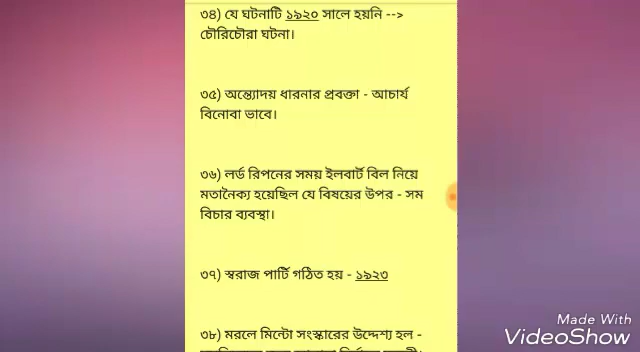 ৩৪) যে ঘটনাটি ১৯২০ সালে হয়নি -->
চৌরিচৌরা ঘটনা।
৩৫) অন্ত্যোদয় ধারনার প্রবক্তা - আচার্য
বিনোবা ভাবে।
৩৬) লর্ড রিপনের সময় ইলবার্ট বিল নিয়ে
মতানৈক্য হয়েছিল যে বিষয়ের উপর - সম
বিচার ব্যবস্থা।
৩৭) স্বরাজ পার্টি গঠিত হয় - ১৯২৩
৩৮) মরলে মিন্টো সংস্কারের উদ্দেশ্য হল -
Made With
VideoShow